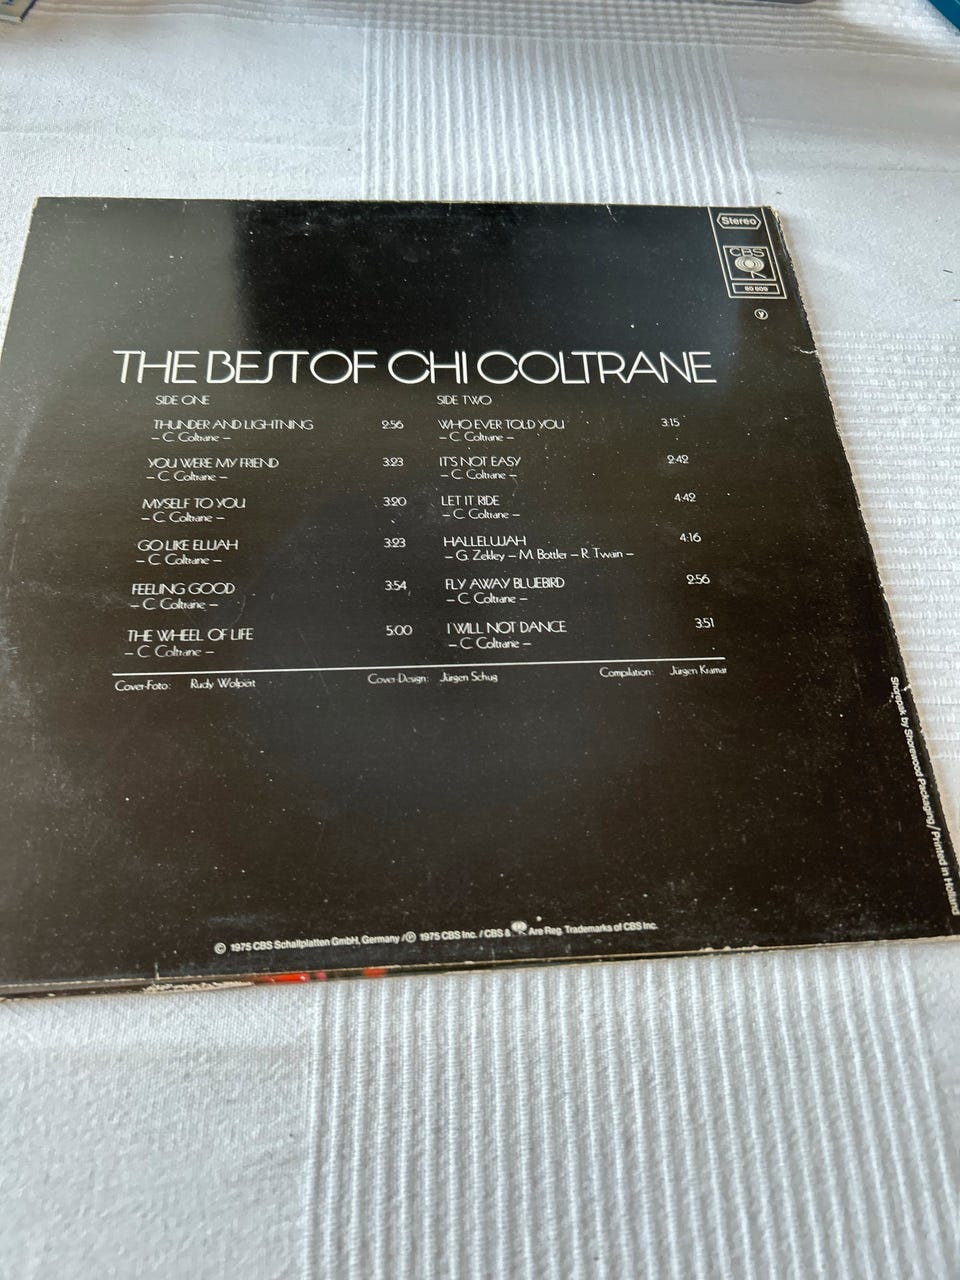 Stereo
CBS
80 809
Y
THE BEST OF CHI COLTRANE
SIDE ONE
THUNDER AND LIGHTNING 2:56
– C. Coltrane –
YOU WERE MY FRIEND 3:23
– C. Coltrane –
MYSELF TO YOU 3:20
– C. Coltrane –
GO LIKE ELIJAH 3:23
– C. Coltrane –
FEELING GOOD 3:54
– C. Coltrane –
THE WHEEL OF LIFE 5:00
– C. Coltrane –
SIDE TWO
WHO EVER TOLD YOU 3:15
– C. Coltrane –
IT'S NOT EASY 2:42
– C. Coltrane –
LET IT RIDE 4:42
– C. Coltrane –
HALLELUJAH 4:16
– G. Zekley – M. Bottler – R. Twain –
FLY AWAY BLUEBIRD 2:56
– C. Coltrane –
I WILL NOT DANCE 3:51
– C. Coltrane –
Cover-Foto: Rudy Wolpert Cover-Design: Jürgen Schug Compilation: Jürgen Kramar
Shorepak by Shorewood Packaging/Printed in Holland
© 1975 CBS Schallplatten GmbH, Germany /℗ 1975 CBS Inc. / CBS & Are Reg. Trademarks of CBS Inc.